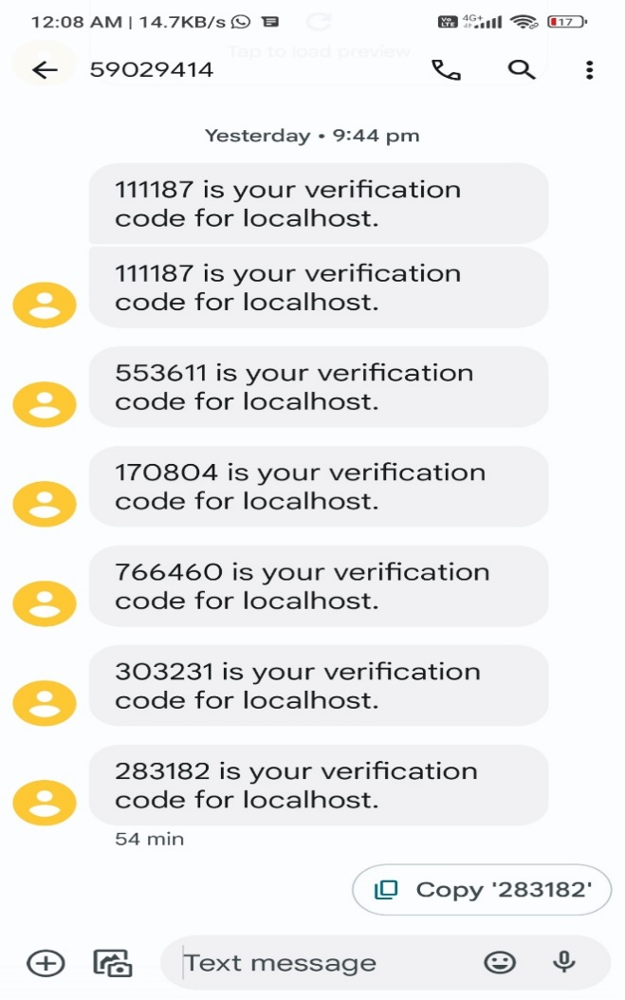 12:08 AM | 14.7KB/s
Vo LTE 4G+ 17
Tap to load preview
59029414
Yesterday • 9:44 pm
111187 is your verification
code for localhost.
111187 is your verification
code for localhost.
553611 is your verification
code for localhost.
170804 is your verification
code for localhost.
766460 is your verification
code for localhost.
303231 is your verification
code for localhost.
283182 is your verification
code for localhost.
54 min
Copy '283182'
Text message